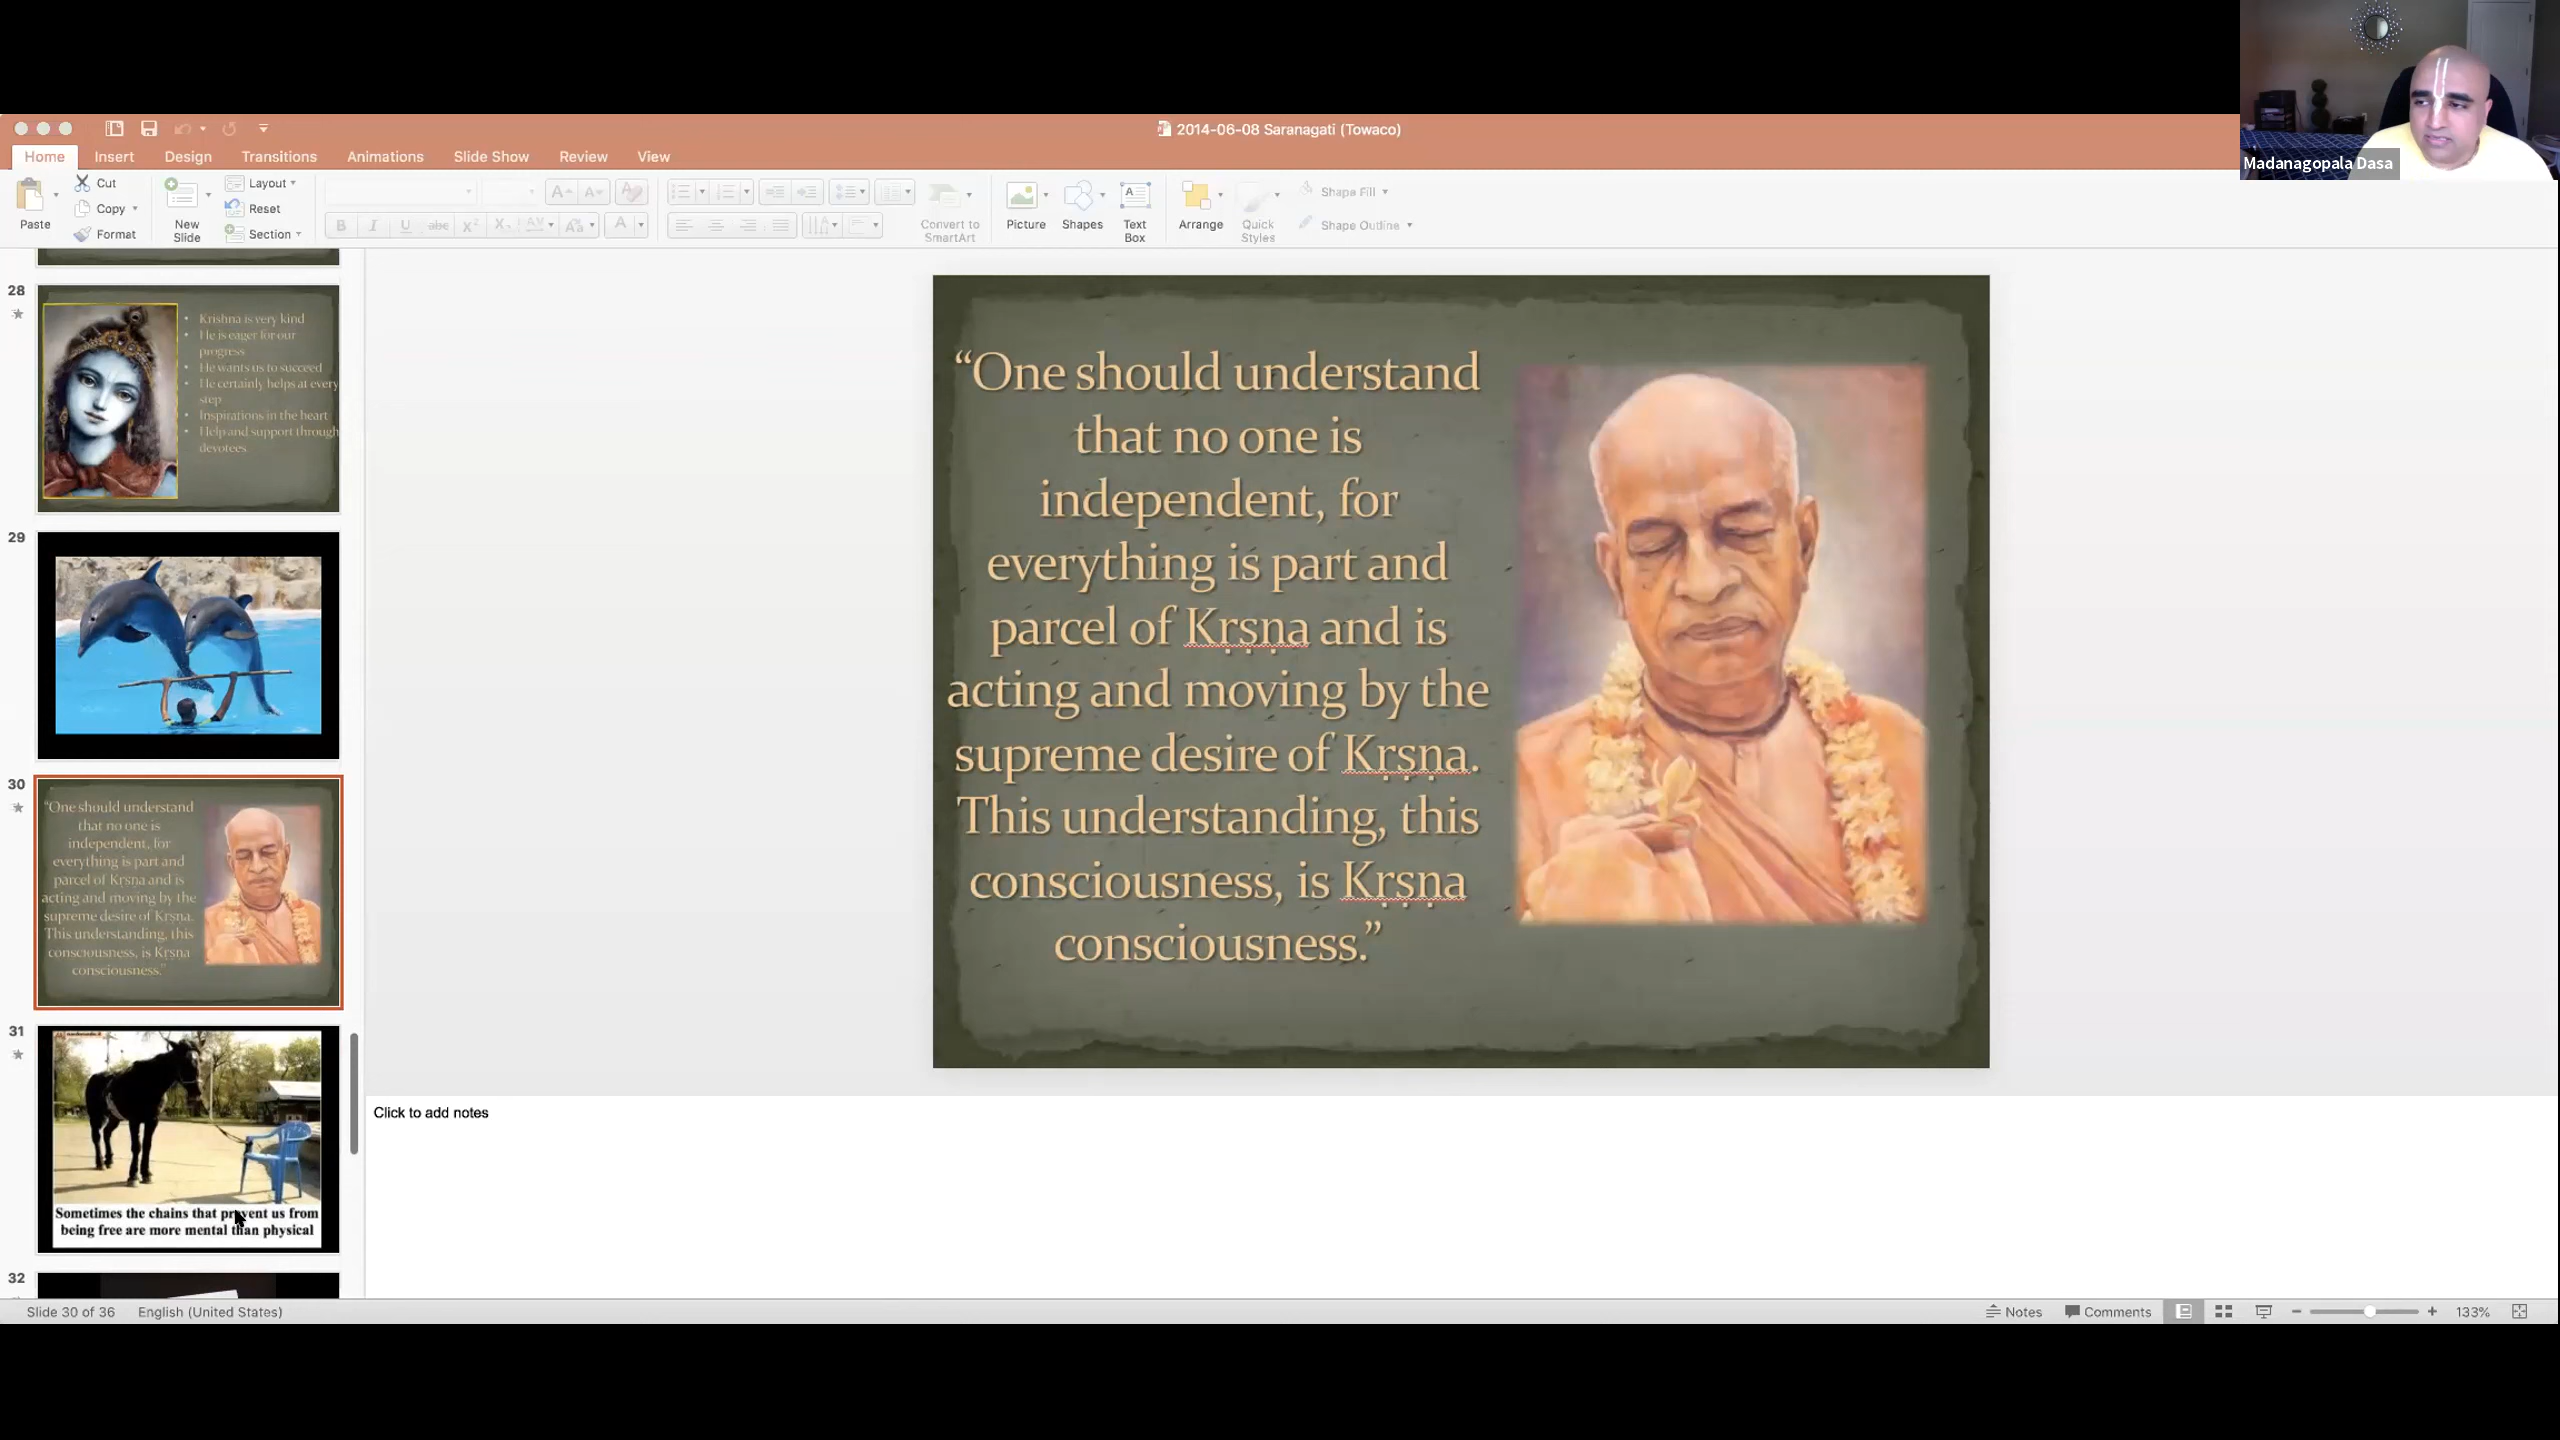 2014-06-08 Saranagati (Towaco)
Madanagopala Dasa
Home Insert Design Transitions Animations Slide Show Review View
Paste
Cut
Copy
Format
New
Slide
Layout
Reset
Section
B I U abc X² A
Convert to
SmartArt
Picture
Shapes
Text
Box
Arrange
Quick
Styles
Shape Fill
Shape Outline
28
• Krishna is very kind
• He is eager for our
progress
• He wants us to succeed
• He certainly helps at every
step
• Inspirations in the heart
• Help and support through
devotees
29
30
“One should understand
that no one is
independent, for
everything is part and
parcel of Kṛṣṇa and is
acting and moving by the
supreme desire of Kṛṣṇa.
This understanding, this
consciousness, is Kṛṣṇa
consciousness.”
31
Sometimes the chains that prevent us from
being free are more mental than physical
32
“One should understand
that no one is
independent, for
everything is part and
parcel of Kṛṣṇa and is
acting and moving by the
supreme desire of Kṛṣṇa.
This understanding, this
consciousness, is Kṛṣṇa
consciousness.”
Click to add notes
Slide 30 of 36 English (United States)
Notes Comments 133%